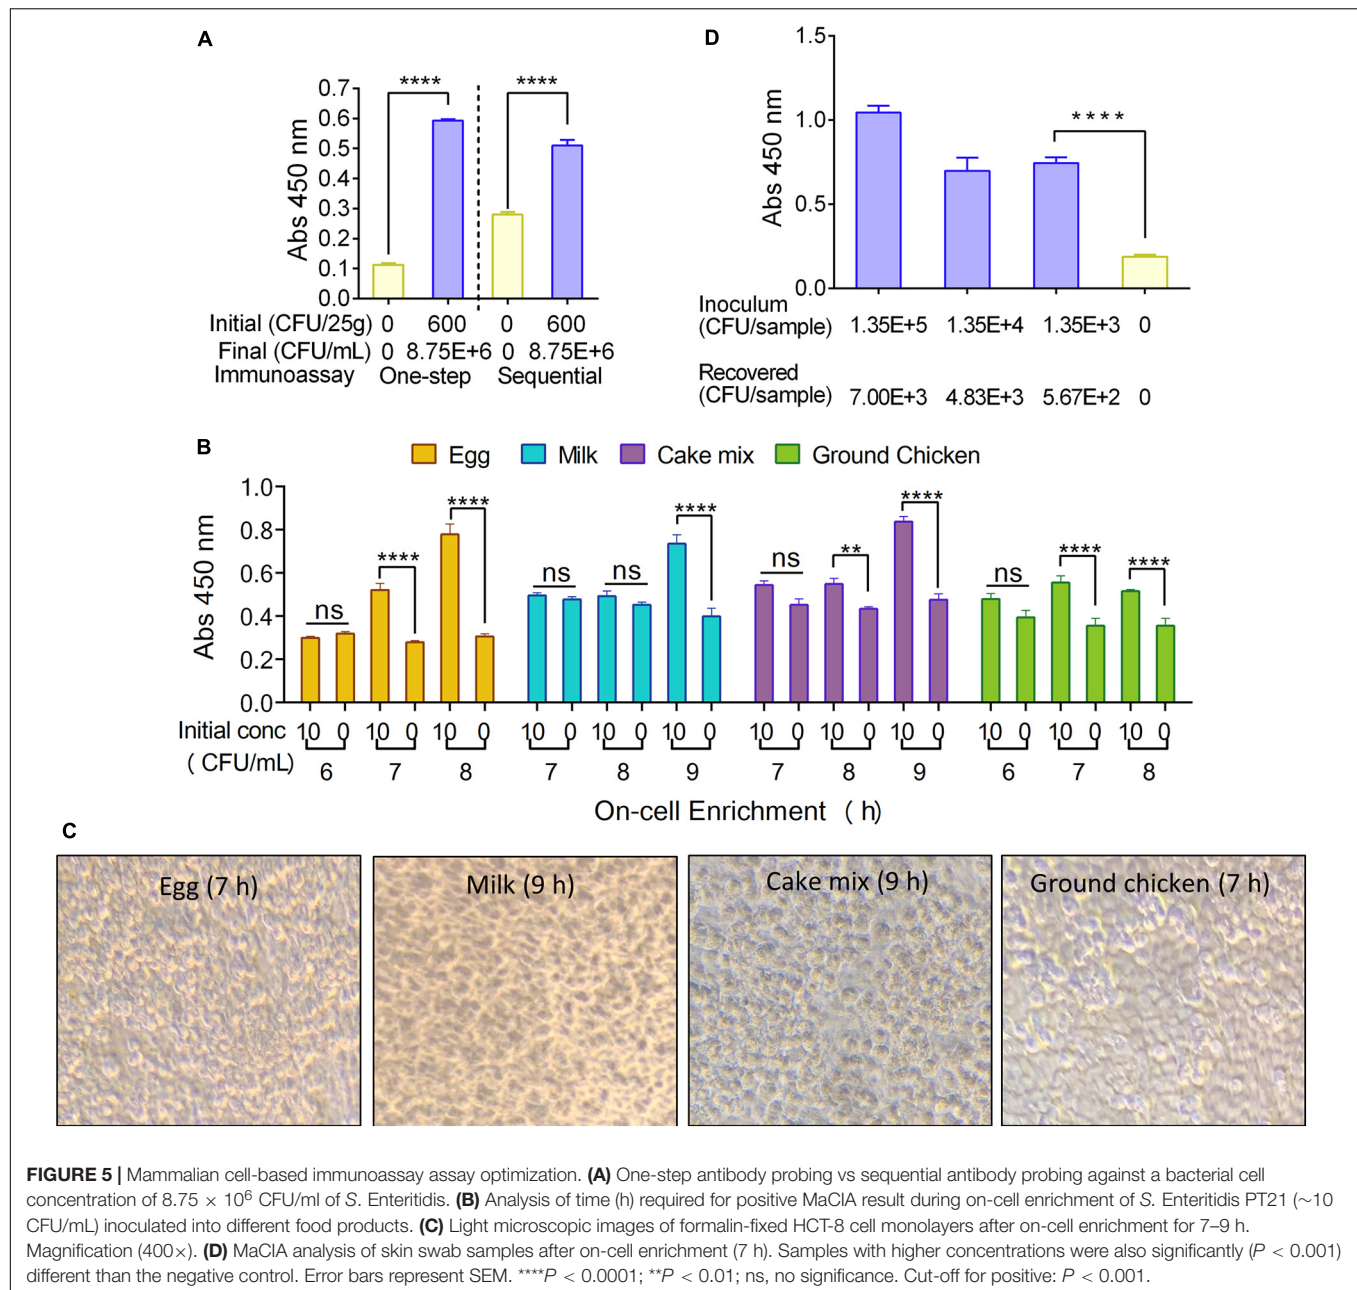 A
Abs 450 nm
0.7
0.6
0.5
0.4
0.3
0.2
0.1
0.0
**** ****
Initial (CFU/25g) 0 600 0 600
Final (CFU/mL) 0 8.75E+6 0 8.75E+6
Immunoassay One-step Sequential
D
Abs 450 nm
1.5
1.0
0.5
0.0
****
Inoculum
(CFU/sample) 1.35E+5 1.35E+4 1.35E+3 0
Recovered
(CFU/sample) 7.00E+3 4.83E+3 5.67E+2 0
B
Egg Milk Cake mix Ground Chicken
Abs 450 nm
1.0
0.8
0.6
0.4
0.2
0.0
ns **** **** ns ns **** ns ** **** ns **** ****
Initial conc 10 0 10 0 10 0 10 0 10 0 10 0 10 0 10 0 10 0 10 0 10 0 10 0
( CFU/mL) 6 7 8 7 8 9 7 8 9 6 7 8
On-cell Enrichment ( h)
C
Egg (7 h) Milk (9 h) Cake mix (9 h) Ground chicken (7 h)
FIGURE 5 | Mammalian cell-based immunoassay assay optimization. (A) One-step antibody probing vs sequential antibody probing against a bacterial cell
concentration of 8.75 × 10⁶ CFU/ml of S. Enteritidis. (B) Analysis of time (h) required for positive MaCIA result during on-cell enrichment of S. Enteritidis PT21 (∼10
CFU/mL) inoculated into different food products. (C) Light microscopic images of formalin-fixed HCT-8 cell monolayers after on-cell enrichment for 7–9 h.
Magnification (400×). (D) MaCIA analysis of skin swab samples after on-cell enrichment (7 h). Samples with higher concentrations were also significantly (P < 0.001)
different than the negative control. Error bars represent SEM. ****P < 0.0001; **P < 0.01; ns, no significance. Cut-off for positive: P < 0.001.